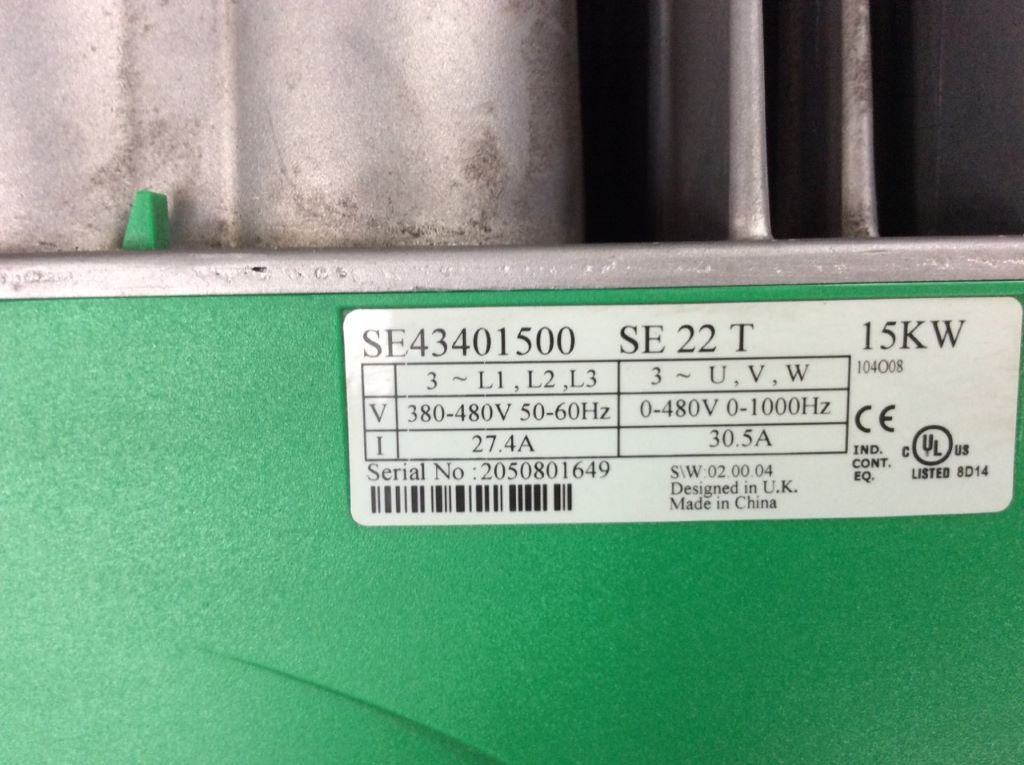 SE43401500 SE 22 T 15KW
104O08
3 ~ L1 , L2 ,L3 3 ~ U , V , W
V 380-480V 50-60Hz 0-480V 0-1000Hz
I 27.4A 30.5A
CE
IND.
CONT.
EQ.
C UL US
LISTED 8D14
Serial No :2050801649
S\W:02.00.04
Designed in U.K.
Made in China